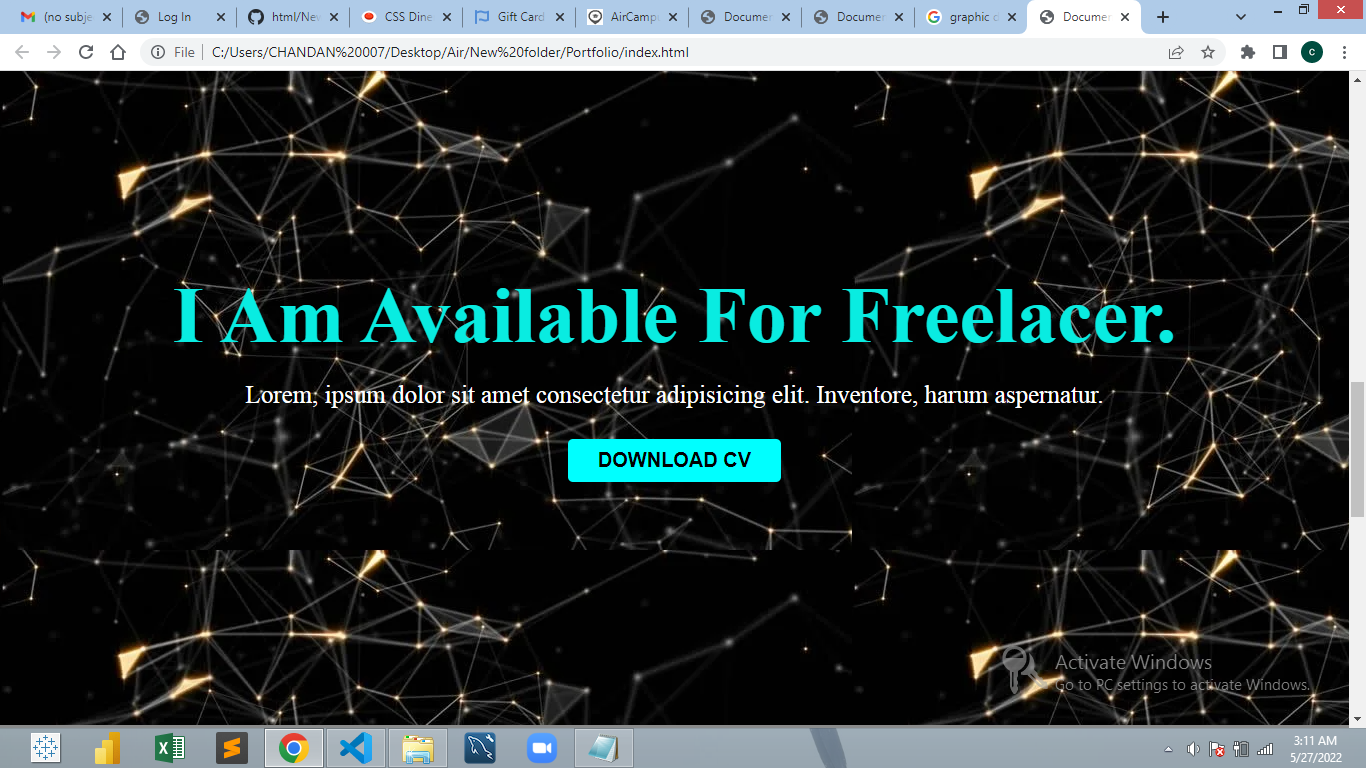 (no subje
Log In
html/New
CSS Dine
Gift Card
AirCampu
Documen
Documen
graphic d
Documen
File
C:/Users/CHANDAN%20007/Desktop/Air/New%20folder/Portfolio/index.html
c
I Am Available For Freelacer.
Lorem, ipsum dolor sit amet consectetur adipisicing elit. Inventore, harum aspernatur.
DOWNLOAD CV
Activate Windows
Go to PC settings to activate Windows.
3:11 AM
5/27/2022